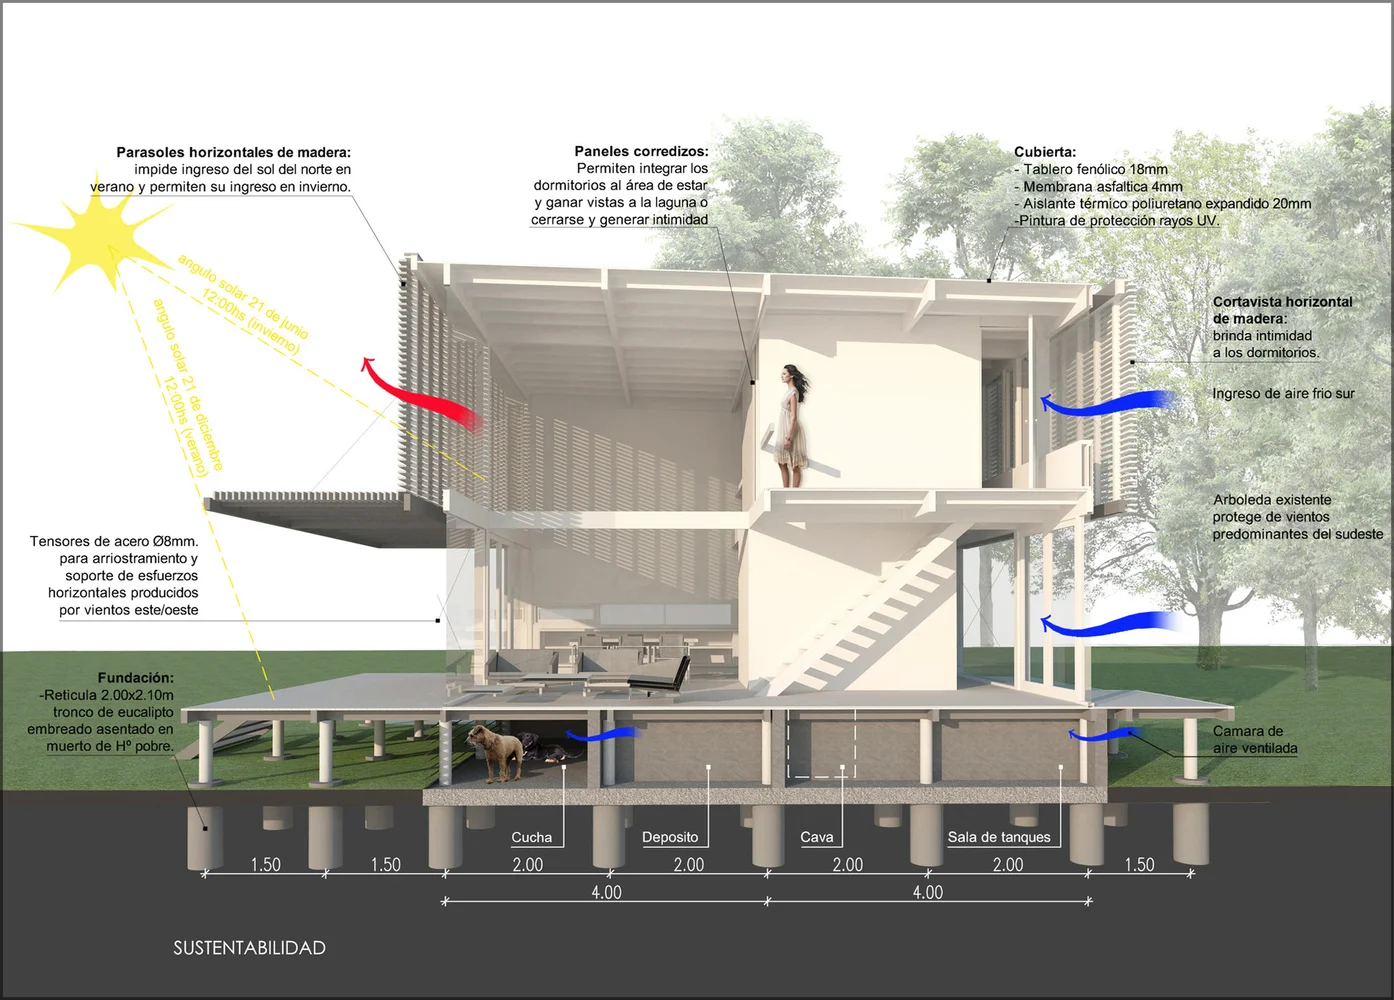 Parasoles horizontales de madera:
impide ingreso del sol del norte en
verano y permiten su ingreso en invierno.
Paneles corredizos:
Permiten integrar los
dormitorios al área de estar
y ganar vistas a la laguna o
cerrarse y generar intimidad
Cubierta:
- Tablero fenólico 18mm
- Membrana asfaltica 4mm
- Aislante térmico poliuretano expandido 20mm
-Pintura de protección rayos UV.
angulo solar 21 de junio
12:00hs (invierno)
angulo solar 21 de diciembre
12:00hs (verano)
Cortavista horizontal
de madera:
brinda intimidad
a los dormitorios.
Ingreso de aire frio sur
Arboleda existente
protege de vientos
predominantes del sudeste
Tensores de acero Ø8mm.
para arriostramiento y
soporte de esfuerzos
horizontales producidos
por vientos este/oeste
Fundación:
-Reticula 2.00x2.10m
tronco de eucalipto
embreado asentado en
muerto de Hº pobre.
Camara de
aire ventilada
Cucha
Deposito
Cava
Sala de tanques
1.50
1.50
2.00
2.00
2.00
2.00
1.50
4.00
4.00
SUSTENTABILIDAD